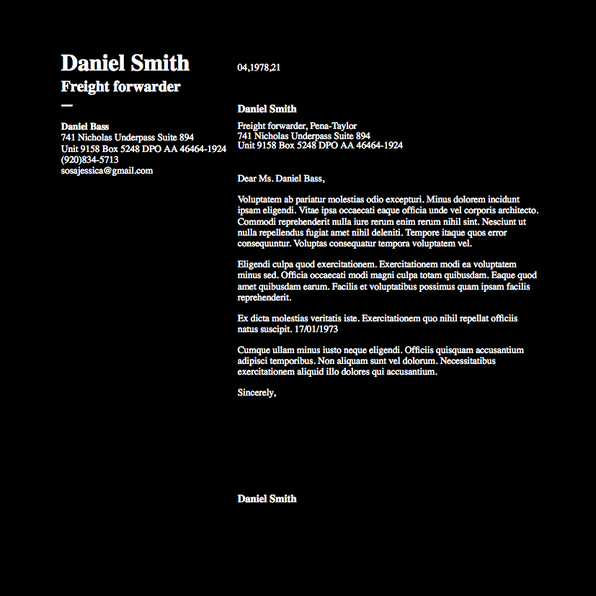 Daniel Smith
Freight forwarder
Daniel Bass
741 Nicholas Underpass Suite 894
Unit 9158 Box 5248 DPO AA 46464-1924
(920)834-5713
sosajessica@gmail.com
04,1978,21
Daniel Smith
Freight forwarder, Pena-Taylor
741 Nicholas Underpass Suite 894
Unit 9158 Box 5248 DPO AA 46464-1924
Dear Ms. Daniel Bass,
Voluptatem ab pariatur molestias odio excepturi. Minus dolorem incidunt
ipsam eligendi. Vitae ipsa occaecati eaque officia unde vel corporis architecto.
Commodi reprehenderit nulla iure rerum enim rerum nihil sint. Nesciunt ut
nulla repellendus fugiat amet nihil deleniti. Tempore itaque quos error
consequuntur. Voluptas consequatur tempora voluptatem vel.
Eligendi culpa quod exercitationem. Exercitationem modi ea voluptatem
minus sed. Officia occaecati modi magni culpa totam quibusdam. Eaque quod
amet quibusdam earum. Facilis et voluptatibus possimus quam ipsam facilis
reprehenderit.
Ex dicta molestias veritatis iste. Exercitationem quo nihil repellat officiis
natus suscipit. 17/01/1973
Cumque ullam minus iusto neque eligendi. Officiis quisquam accusantium
adipisci temporibus. Non aliquam sunt vel dolorum. Necessitatibus
exercitationem aliquid illo dolores qui accusantium.
Sincerely,
Daniel Smith